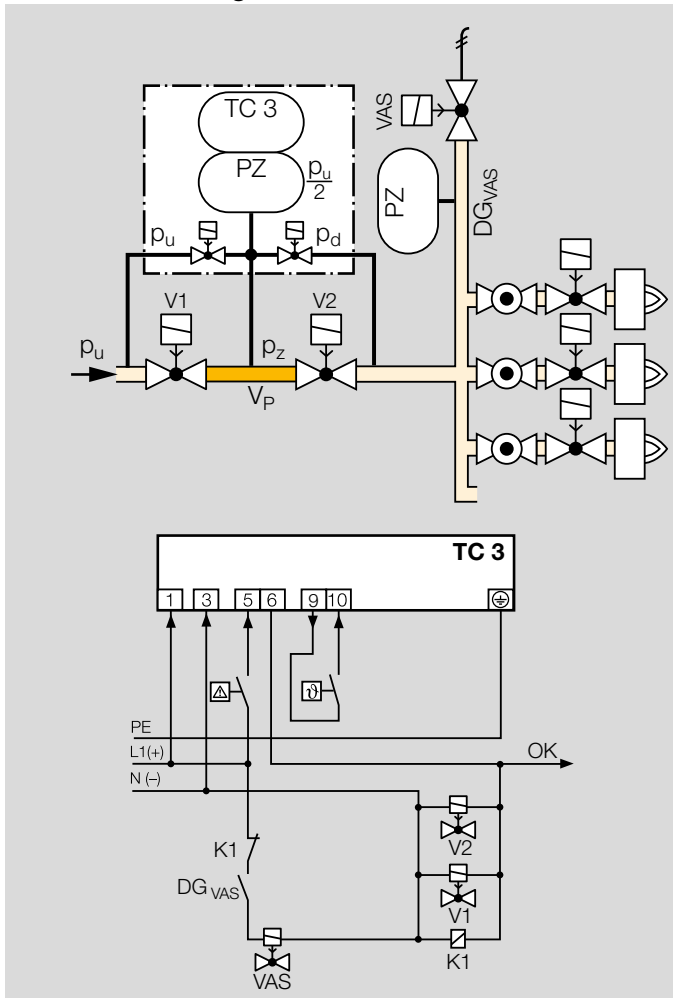 TC 3
PZ
pu
2
VAS
PZ
DGVAS
pu
pd
V1
V2
pu
pz
VP
TC 3
1 3 5 6 9 10
ϑ
PE
L1(+)
OK
N (–)
V2
K1
DG VAS
V1
K1
VAS